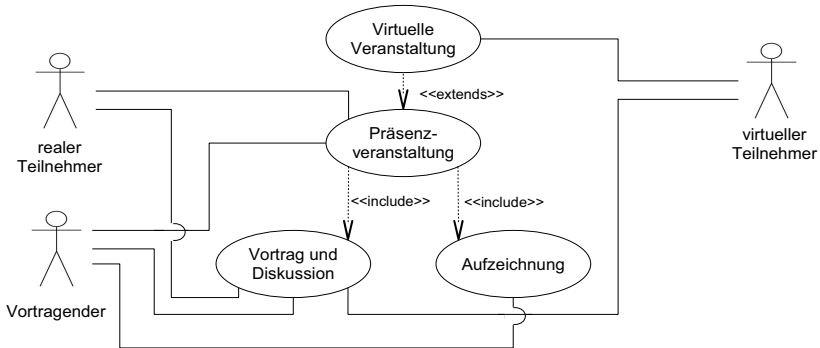 Virtuelle
Veranstaltung
<<extends>>
realer
Teilnehmer
Präsenz-
veranstaltung
virtueller
Teilnehmer
<<include>>
<<include>>
Vortrag und
Diskussion
Aufzeichnung
Vortragender